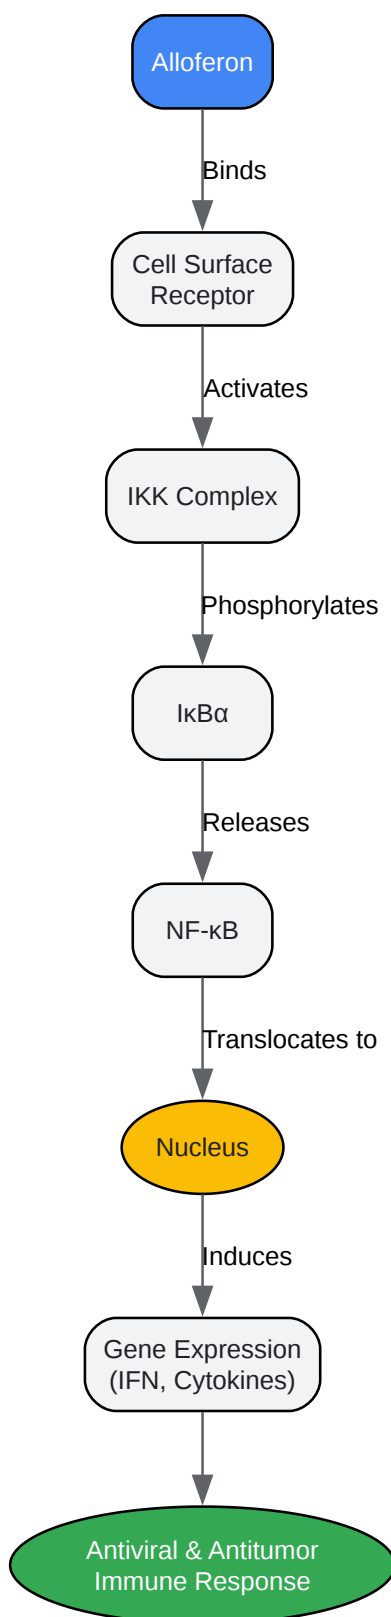 Alloferon
Binds
Cell Surface
Receptor
Activates
IKK Complex
Phosphorylates
IκBα
Releases
NF-κB
Translocates to
Nucleus
Induces
Gene Expression
(IFN, Cytokines)
Antiviral & Antitumor
Immune Response